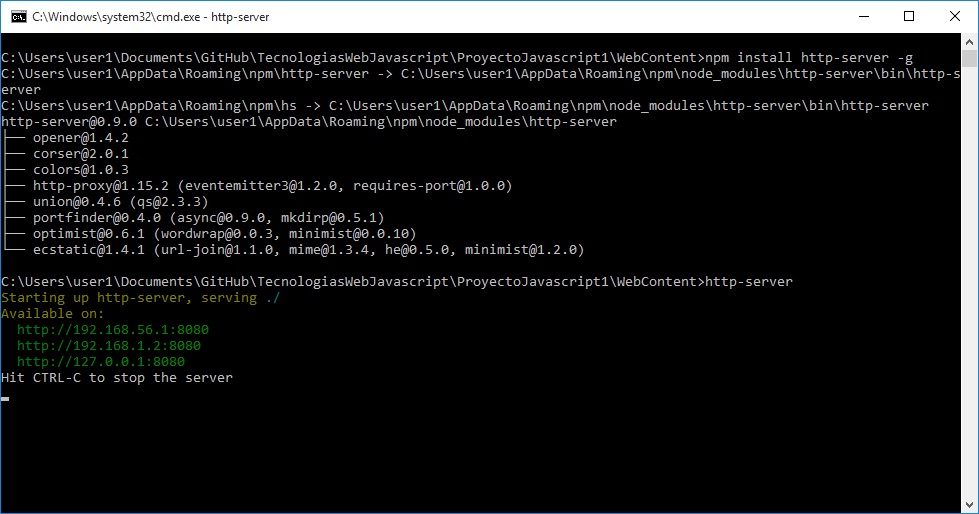 C:\Windows\system32\cmd.exe - http-server
C:\Users\user1\Documents\GitHub\TecnologiasWebJavascript\ProyectoJavascript1\WebContent>npm install http-server -g
C:\Users\user1\AppData\Roaming\npm\http-server -> C:\Users\user1\AppData\Roaming\npm\node_modules\http-server\bin\http-s
erver
C:\Users\user1\AppData\Roaming\npm\hs -> C:\Users\user1\AppData\Roaming\npm\node_modules\http-server\bin\http-server
http-server@0.9.0 C:\Users\user1\AppData\Roaming\npm\node_modules\http-server
├── opener@1.4.2
├── corser@2.0.1
├── colors@1.0.3
├── http-proxy@1.15.2 (eventemitter3@1.2.0, requires-port@1.0.0)
├── union@0.4.6 (qs@2.3.3)
├── portfinder@0.4.0 (async@0.9.0, mkdirp@0.5.1)
├── optimist@0.6.1 (wordwrap@0.0.3, minimist@0.0.10)
└── ecstatic@1.4.1 (url-join@1.1.0, mime@1.3.4, he@0.5.0, minimist@1.2.0)
C:\Users\user1\Documents\GitHub\TecnologiasWebJavascript\ProyectoJavascript1\WebContent>http-server
Starting up http-server, serving ./
Available on:
  http://192.168.56.1:8080
  http://192.168.1.2:8080
  http://127.0.0.1:8080
Hit CTRL-C to stop the server